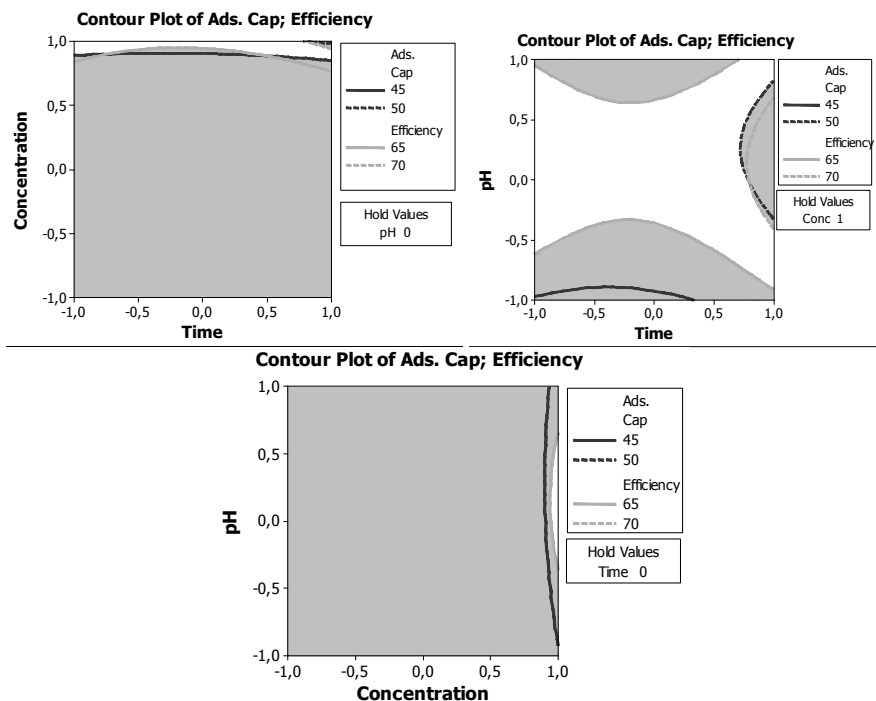 Contour Plot of Ads. Cap; Efficiency
Concentration
1,0
0,5
0,0
-0,5
-1,0
-1,0
-0,5
0,0
0,5
1,0
Time
Ads.
Cap
45
50
Efficiency
65
70
Hold Values
pH 0
Contour Plot of Ads. Cap; Efficiency
pH
1,0
0,5
0,0
-0,5
-1,0
-1,0
-0,5
0,0
0,5
1,0
Time
Ads.
Cap
45
50
Efficiency
65
70
Hold Values
Conc 1
Contour Plot of Ads. Cap; Efficiency
pH
1,0
0,5
0,0
-0,5
-1,0
-1,0
-0,5
0,0
0,5
1,0
Concentration
Ads.
Cap
45
50
Efficiency
65
70
Hold Values
Time 0